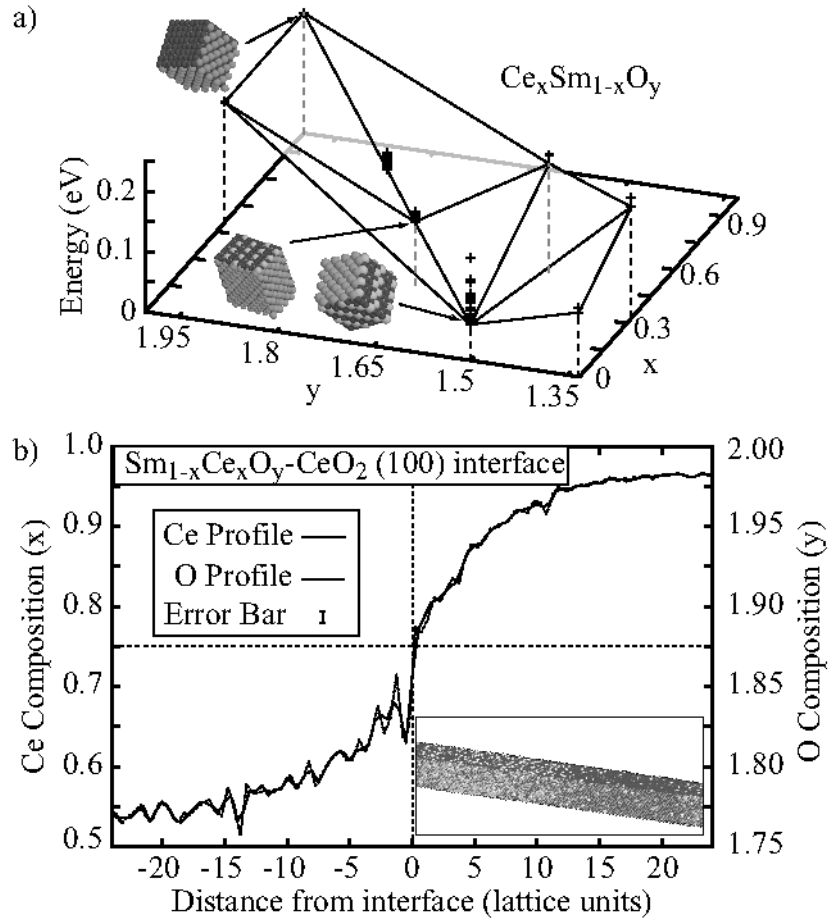 a)
CeₓSm₁₋ₓOᵧ
Energy (eV)
0.2
0.1
0
1.95
1.8
1.65
1.5
1.35
y
0
0.3
0.6
0.9
x
b)
Sm₁₋ₓCeₓOᵧ-CeO₂ (100) interface
Ce Profile
O Profile
Error Bar
Ce Composition (x)
1.0
0.9
0.8
0.7
0.6
0.5
O Composition (y)
2.00
1.95
1.90
1.85
1.80
1.75
-20 -15 -10 -5 0 5 10 15 20
Distance from interface (lattice units)